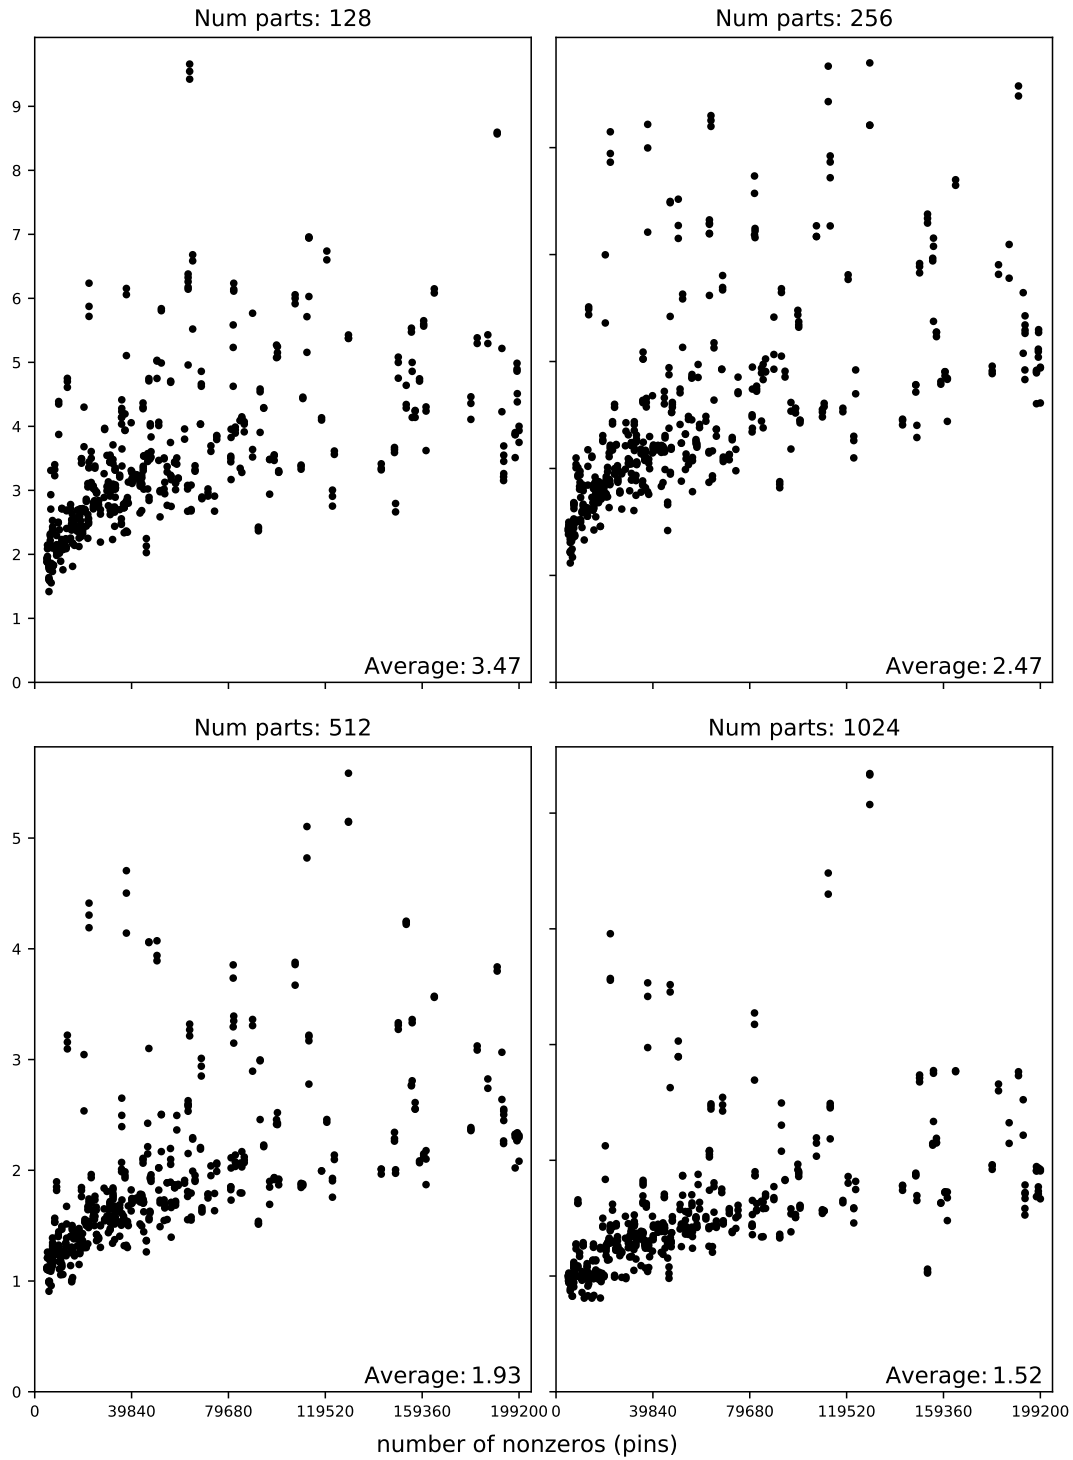 Num parts: 128
Num parts: 256
9
8
7
6
5
4
3
2
1
0
Average: 3.47
Average: 2.47
Num parts: 512
Num parts: 1024
5
4
3
2
1
0
Average: 1.93
Average: 1.52
0 39840 79680 119520 159360 199200
0 39840 79680 119520 159360 199200
number of nonzeros (pins)